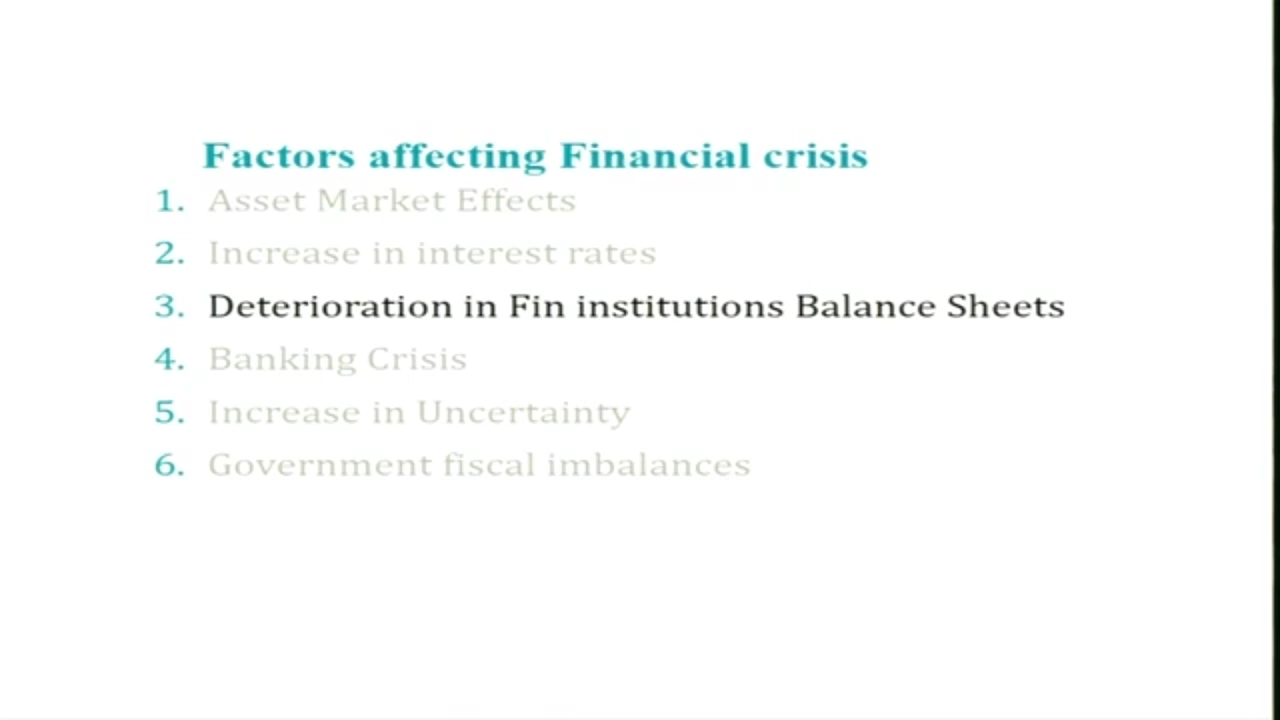 Factors affecting Financial crisis
1. Asset Market Effects
2. Increase in interest rates
3. Deterioration in Fin institutions Balance Sheets
4. Banking Crisis
5. Increase in Uncertainty
6. Government fiscal imbalances